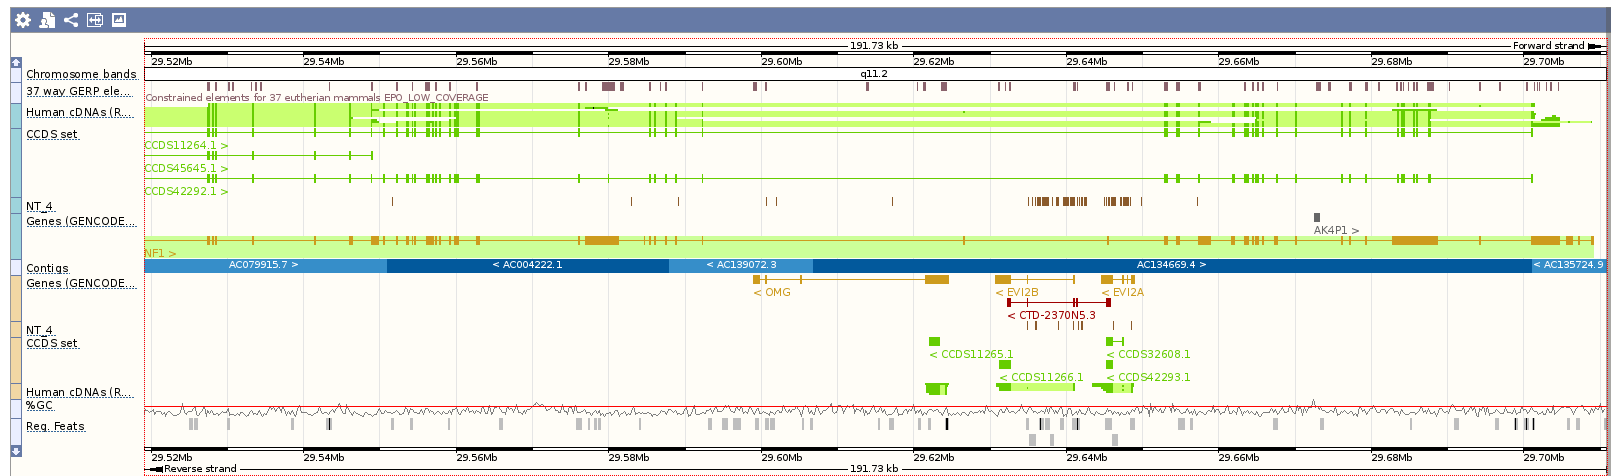 191.73 kb Forward strand
29.52Mb 29.54Mb 29.56Mb 29.58Mb 29.60Mb 29.62Mb 29.64Mb 29.66Mb 29.68Mb 29.70Mb
Chromosome bands q11.2
37 way GERP ele...
Constrained elements for 37 eutherian mammals EPO_LOW_COVERAGE
Human cDNAs (R...
CCDS set
CCDS11264.1 >
CCDS45645.1 >
CCDS42292.1 >
NT_4
Genes (GENCODE...
AK4P1 >
NF1 >
Contigs AC079915.7 > < AC004222.1 < AC139072.3 AC134669.4 > < AC135724.9
Genes (GENCODE...
< OMG < EVI2B < EVI2A
< CTD-2370N5.3
NT_4
CCDS set
< CCDS11265.1 < CCDS32608.1
< CCDS11266.1 < CCDS42293.1
Human cDNAs (R...
%GC
Reg. Feats
29.52Mb 29.54Mb 29.56Mb 29.58Mb 29.60Mb 29.62Mb 29.64Mb 29.66Mb 29.68Mb 29.70Mb
Reverse strand 191.73 kb